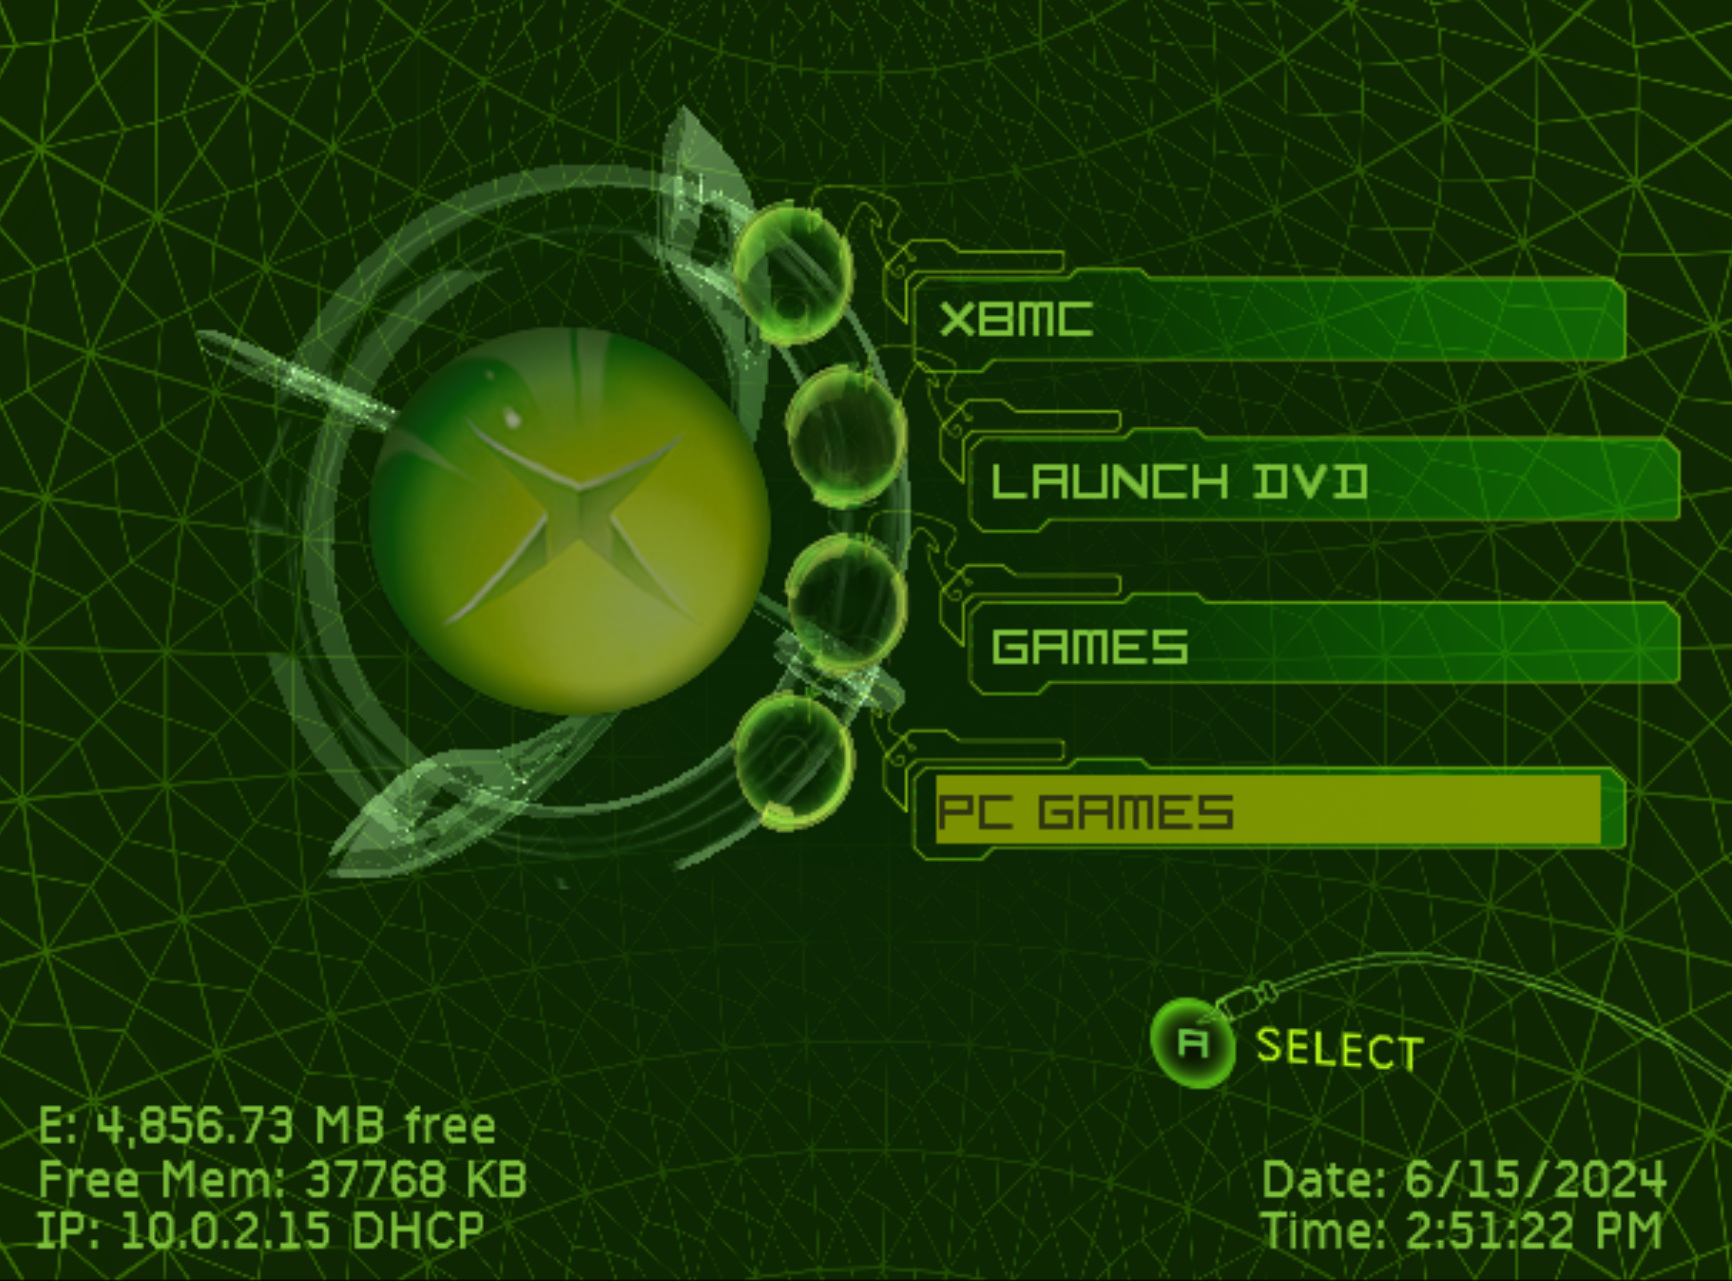 XBMC
LAUNCH DVD
GAMES
PC GAMES
A SELECT
E: 4,856.73 MB free
Free Mem: 37768 KB
IP: 10.0.2.15 DHCP
Date: 6/15/2024
Time: 2:51:22 PM